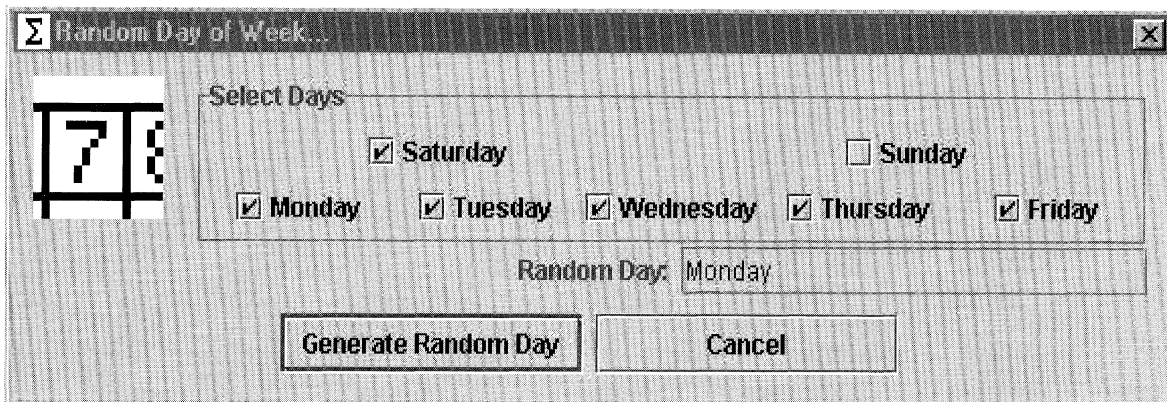 Σ Random Day of Week...
Select Days
7 8
Saturday Sunday
Monday Tuesday Wednesday Thursday Friday
Random Day: Monday
Generate Random Day Cancel